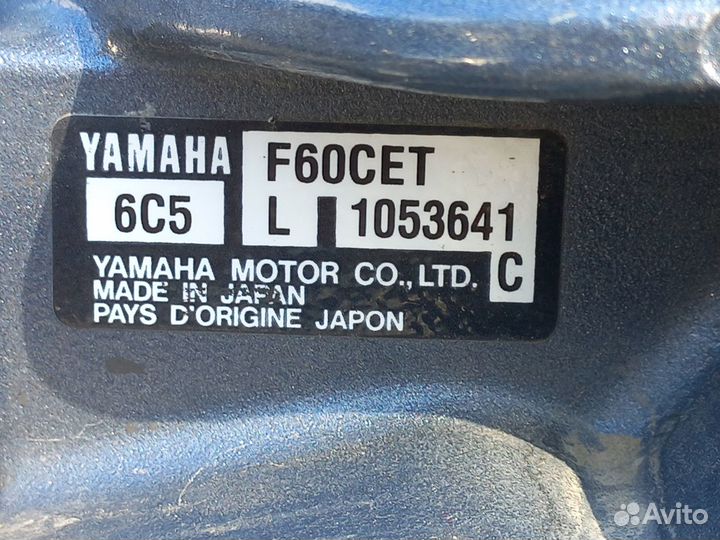 YAMAHA F60CET
6C5 L 1053641
YAMAHA MOTOR CO., LTD. C
MADE IN JAPAN
PAYS D'ORIGINE JAPON
Avito